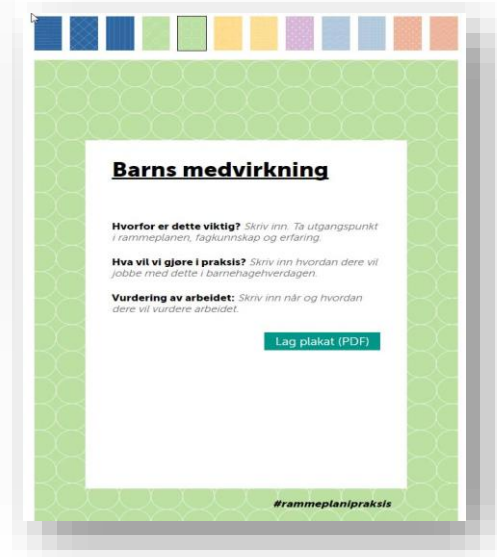 Barns medvirkning
Hvorfor er dette viktig? Skriv inn. Ta utgangspunkt
i rammeplanen, fagkunnskap og erfaring.
Hva vil vi gjøre i praksis? Skriv inn hvordan dere vil
jobbe med dette i barnehagehverdagen.
Vurdering av arbeidet: Skriv inn når og hvordan
dere vil vurdere arbeidet.
Lag plakat (PDF)
#rammeplanipraksis